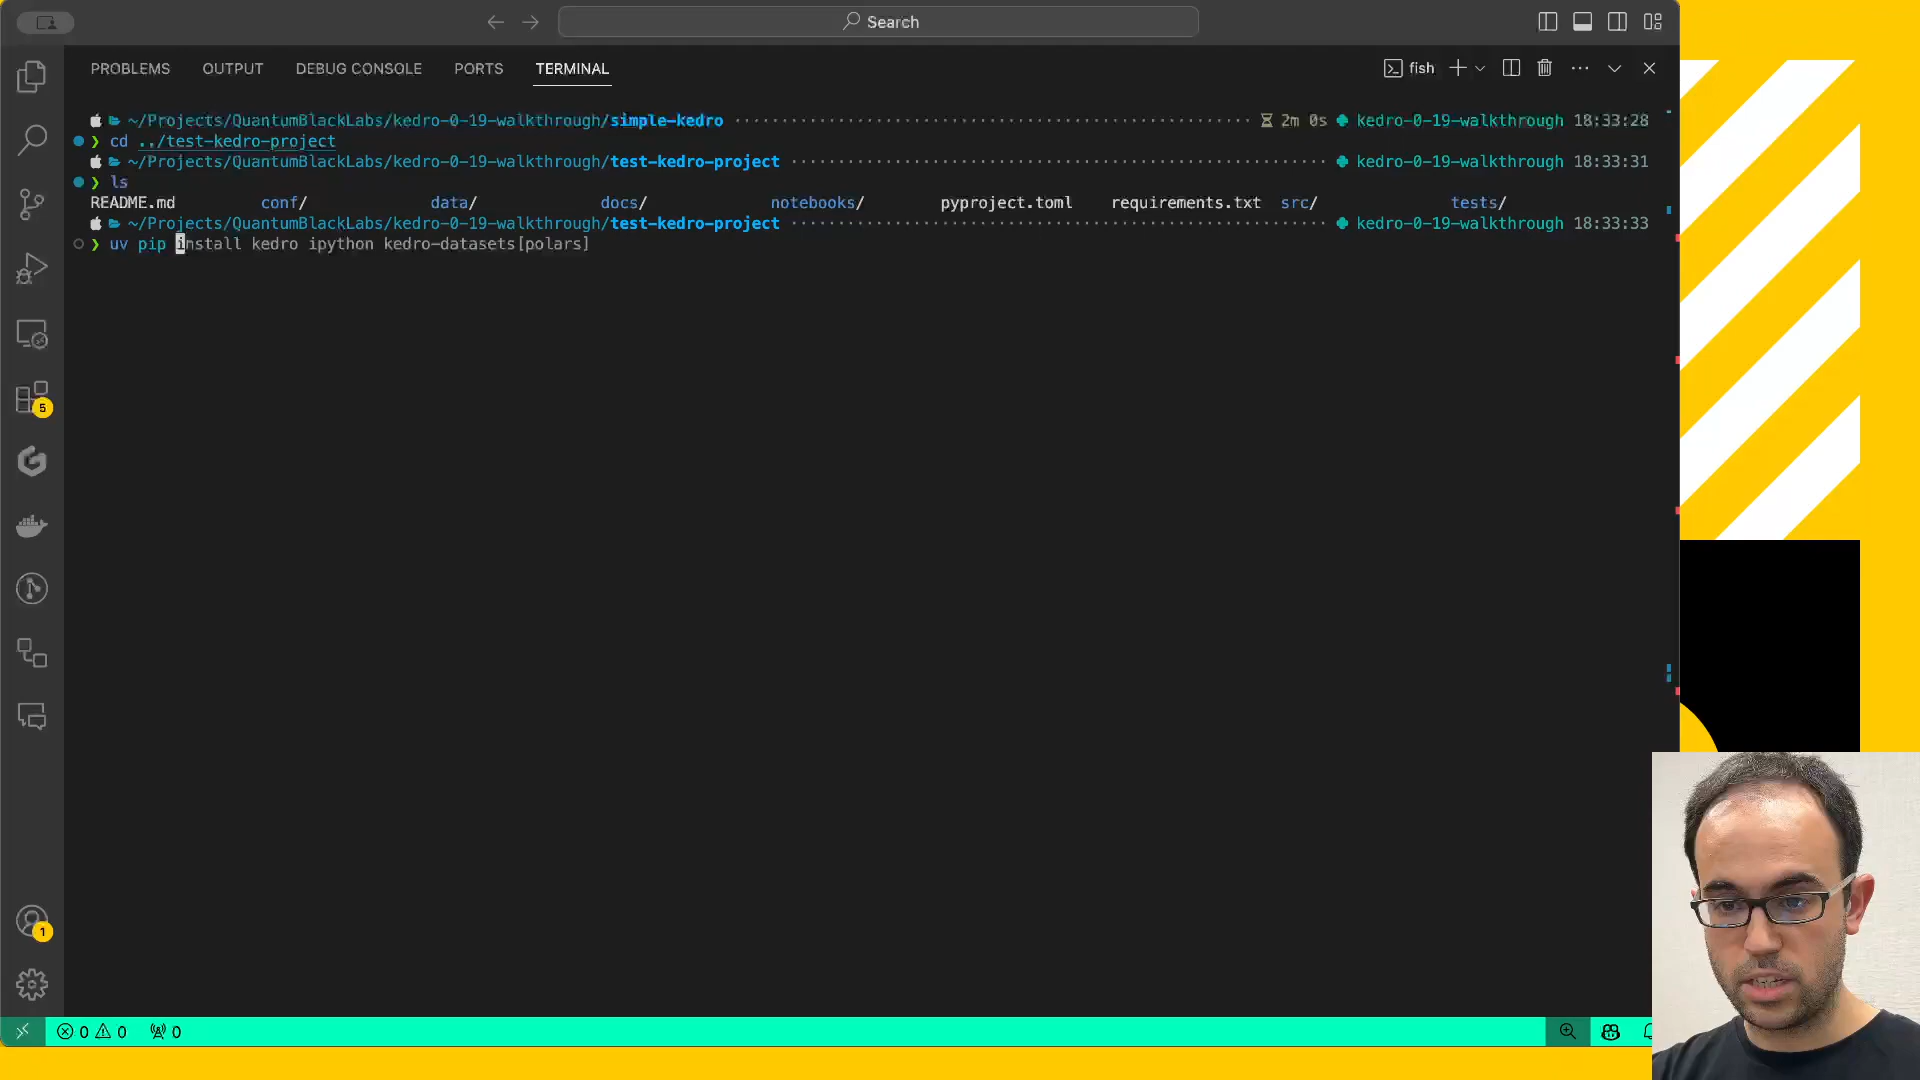 Search
PROBLEMS OUTPUT DEBUG CONSOLE PORTS TERMINAL fish
~/Projects/QuantumBlackLabs/kedro-0-19-walkthrough/simple-kedro 2m 0s kedro-0-19-walkthrough 18:33:28
❯ cd ../test-kedro-project
~/Projects/QuantumBlackLabs/kedro-0-19-walkthrough/test-kedro-project kedro-0-19-walkthrough 18:33:31
❯ ls
README.md conf/ data/ docs/ notebooks/ pyproject.toml requirements.txt src/ tests/
~/Projects/QuantumBlackLabs/kedro-0-19-walkthrough/test-kedro-project kedro-0-19-walkthrough 18:33:33
❯ uv pip install kedro ipython kedro-datasets[polars]
5
1
0 0 0